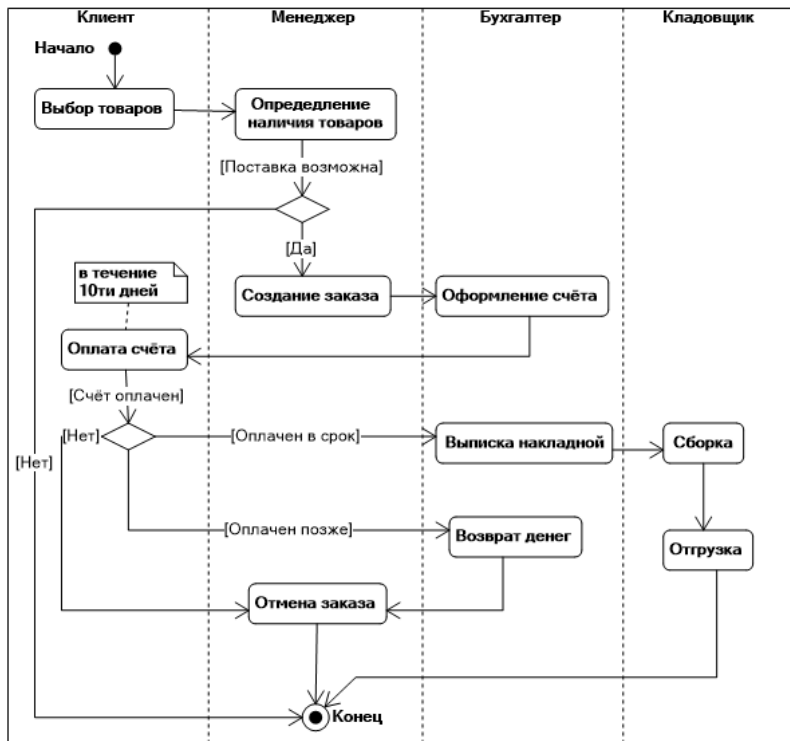 Клиент
Менеджер
Бухгалтер
Кладовщик
Начало
Выбор товаров
Определдление
наличия товаров
[Поставка возможна]
[Да]
в течение
10ти дней
Создание заказа
Оформление счёта
Оплата счёта
[Счёт оплачен]
[Нет]
[Оплачен в срок]
Выписка накладной
Сборка
[Нет]
[Оплачен позже]
Возврат денег
Отгрузка
Отмена заказа
Конец